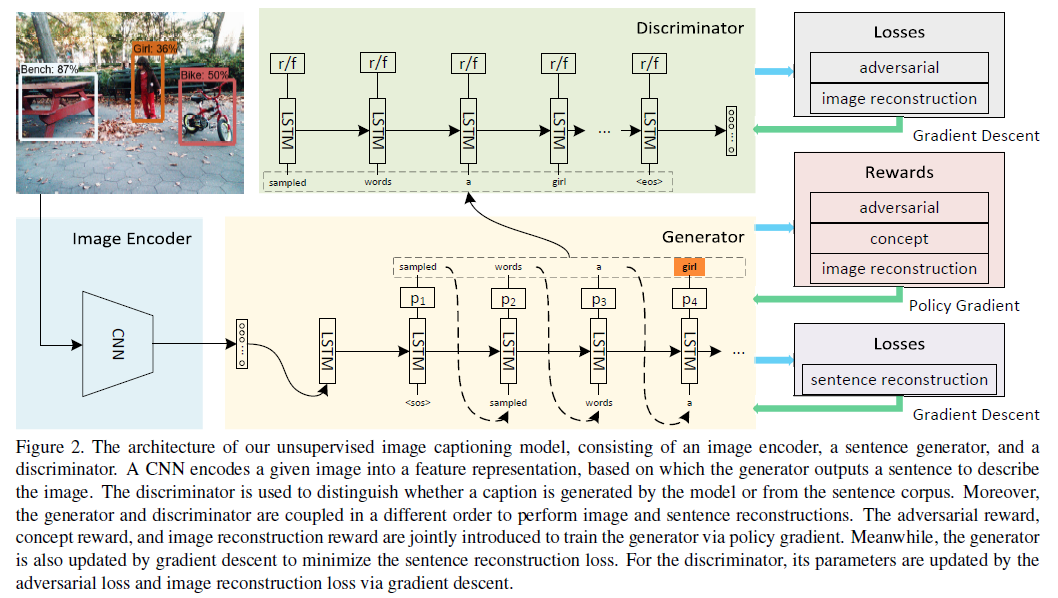 Bench: 87%
Girl: 36%
Bike: 50%
Discriminator
r/f r/f r/f r/f r/f
LSTM LSTM LSTM LSTM ... LSTM
sampled words a girl <eos>
Losses
adversarial
image reconstruction
Gradient Descent
Rewards
adversarial
concept
image reconstruction
Policy Gradient
Losses
sentence reconstruction
Gradient Descent
Image Encoder
CNN
Generator
sampled words a girl
p1 p2 p3 p4
LSTM LSTM LSTM LSTM LSTM ...
<sos> sampled words a
Figure 2. The architecture of our unsupervised image captioning model, consisting of an image encoder, a sentence generator, and a
discriminator. A CNN encodes a given image into a feature representation, based on which the generator outputs a sentence to describe
the image. The discriminator is used to distinguish whether a caption is generated by the model or from the sentence corpus. Moreover,
the generator and discriminator are coupled in a different order to perform image and sentence reconstructions. The adversarial reward,
concept reward, and image reconstruction reward are jointly introduced to train the generator via policy gradient. Meanwhile, the generator
is also updated by gradient descent to minimize the sentence reconstruction loss. For the discriminator, its parameters are updated by the
adversarial loss and image reconstruction loss via gradient descent.